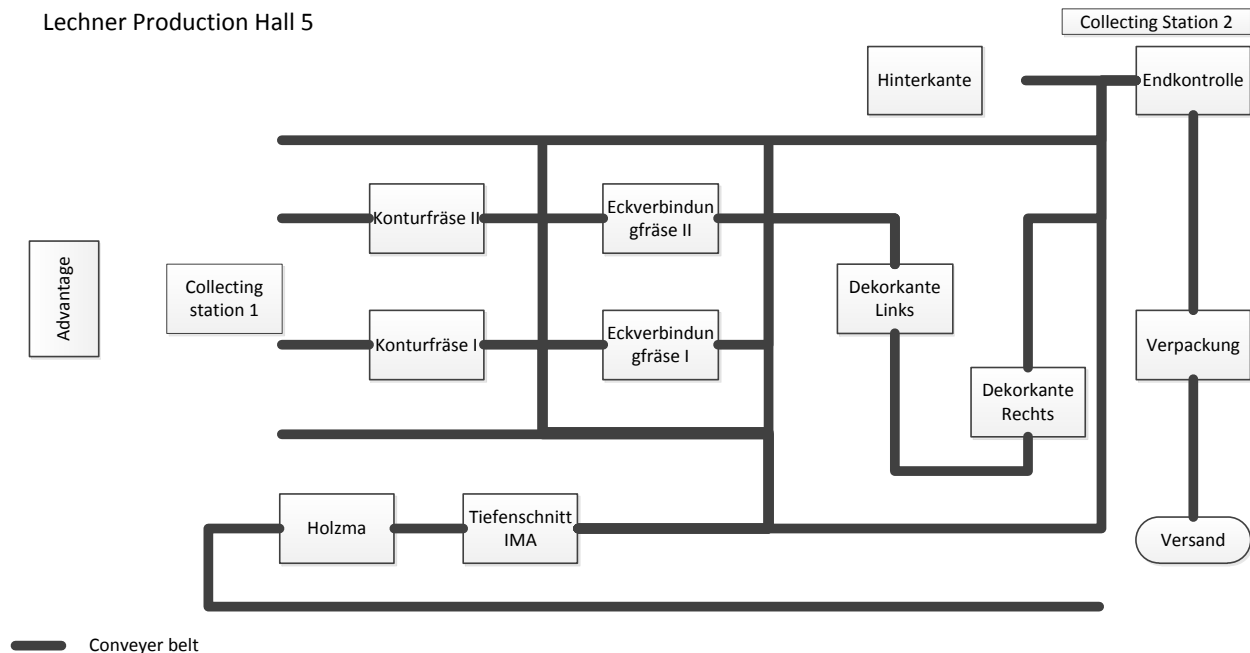 Lechner Production Hall 5
Collecting Station 2
Hinterkante
Endkontrolle
Konturfräse II
Eckverbindun
gfräse II
Advantage
Collecting
station 1
Dekorkante
Links
Konturfräse I
Eckverbindun
gfräse I
Verpackung
Dekorkante
Rechts
Holzma
Tiefenschnitt
IMA
Versand
Conveyer belt